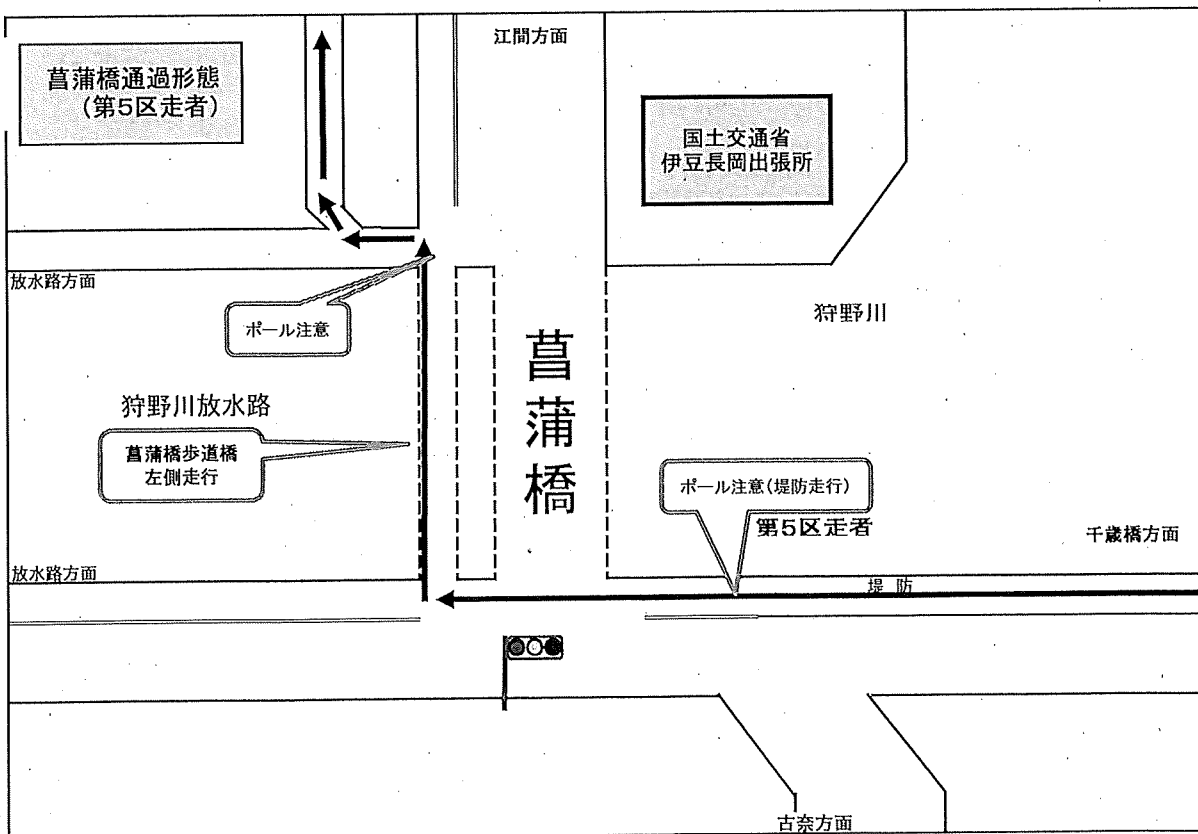 江間方面
菖蒲橋通過形態
(第5区走者)
国土交通省
伊豆長岡出張所
放水路方面
ポール注意
狩野川
菖蒲橋
狩野川放水路
菖蒲橋歩道橋
左側走行
ポール注意(堤防走行)
第5区走者
千歳橋方面
放水路方面
堤防
古奈方面